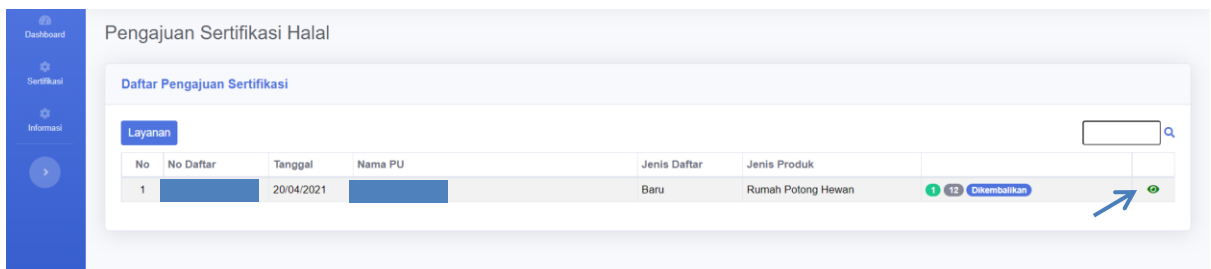 Dashboard
Sertifikasi
Informasi
Pengajuan Sertifikasi Halal
Daftar Pengajuan Sertifikasi
Layanan
No No Daftar Tanggal Nama PU Jenis Daftar Jenis Produk
1 20/04/2021 Baru Rumah Potong Hewan 1 12 Dikembalikan